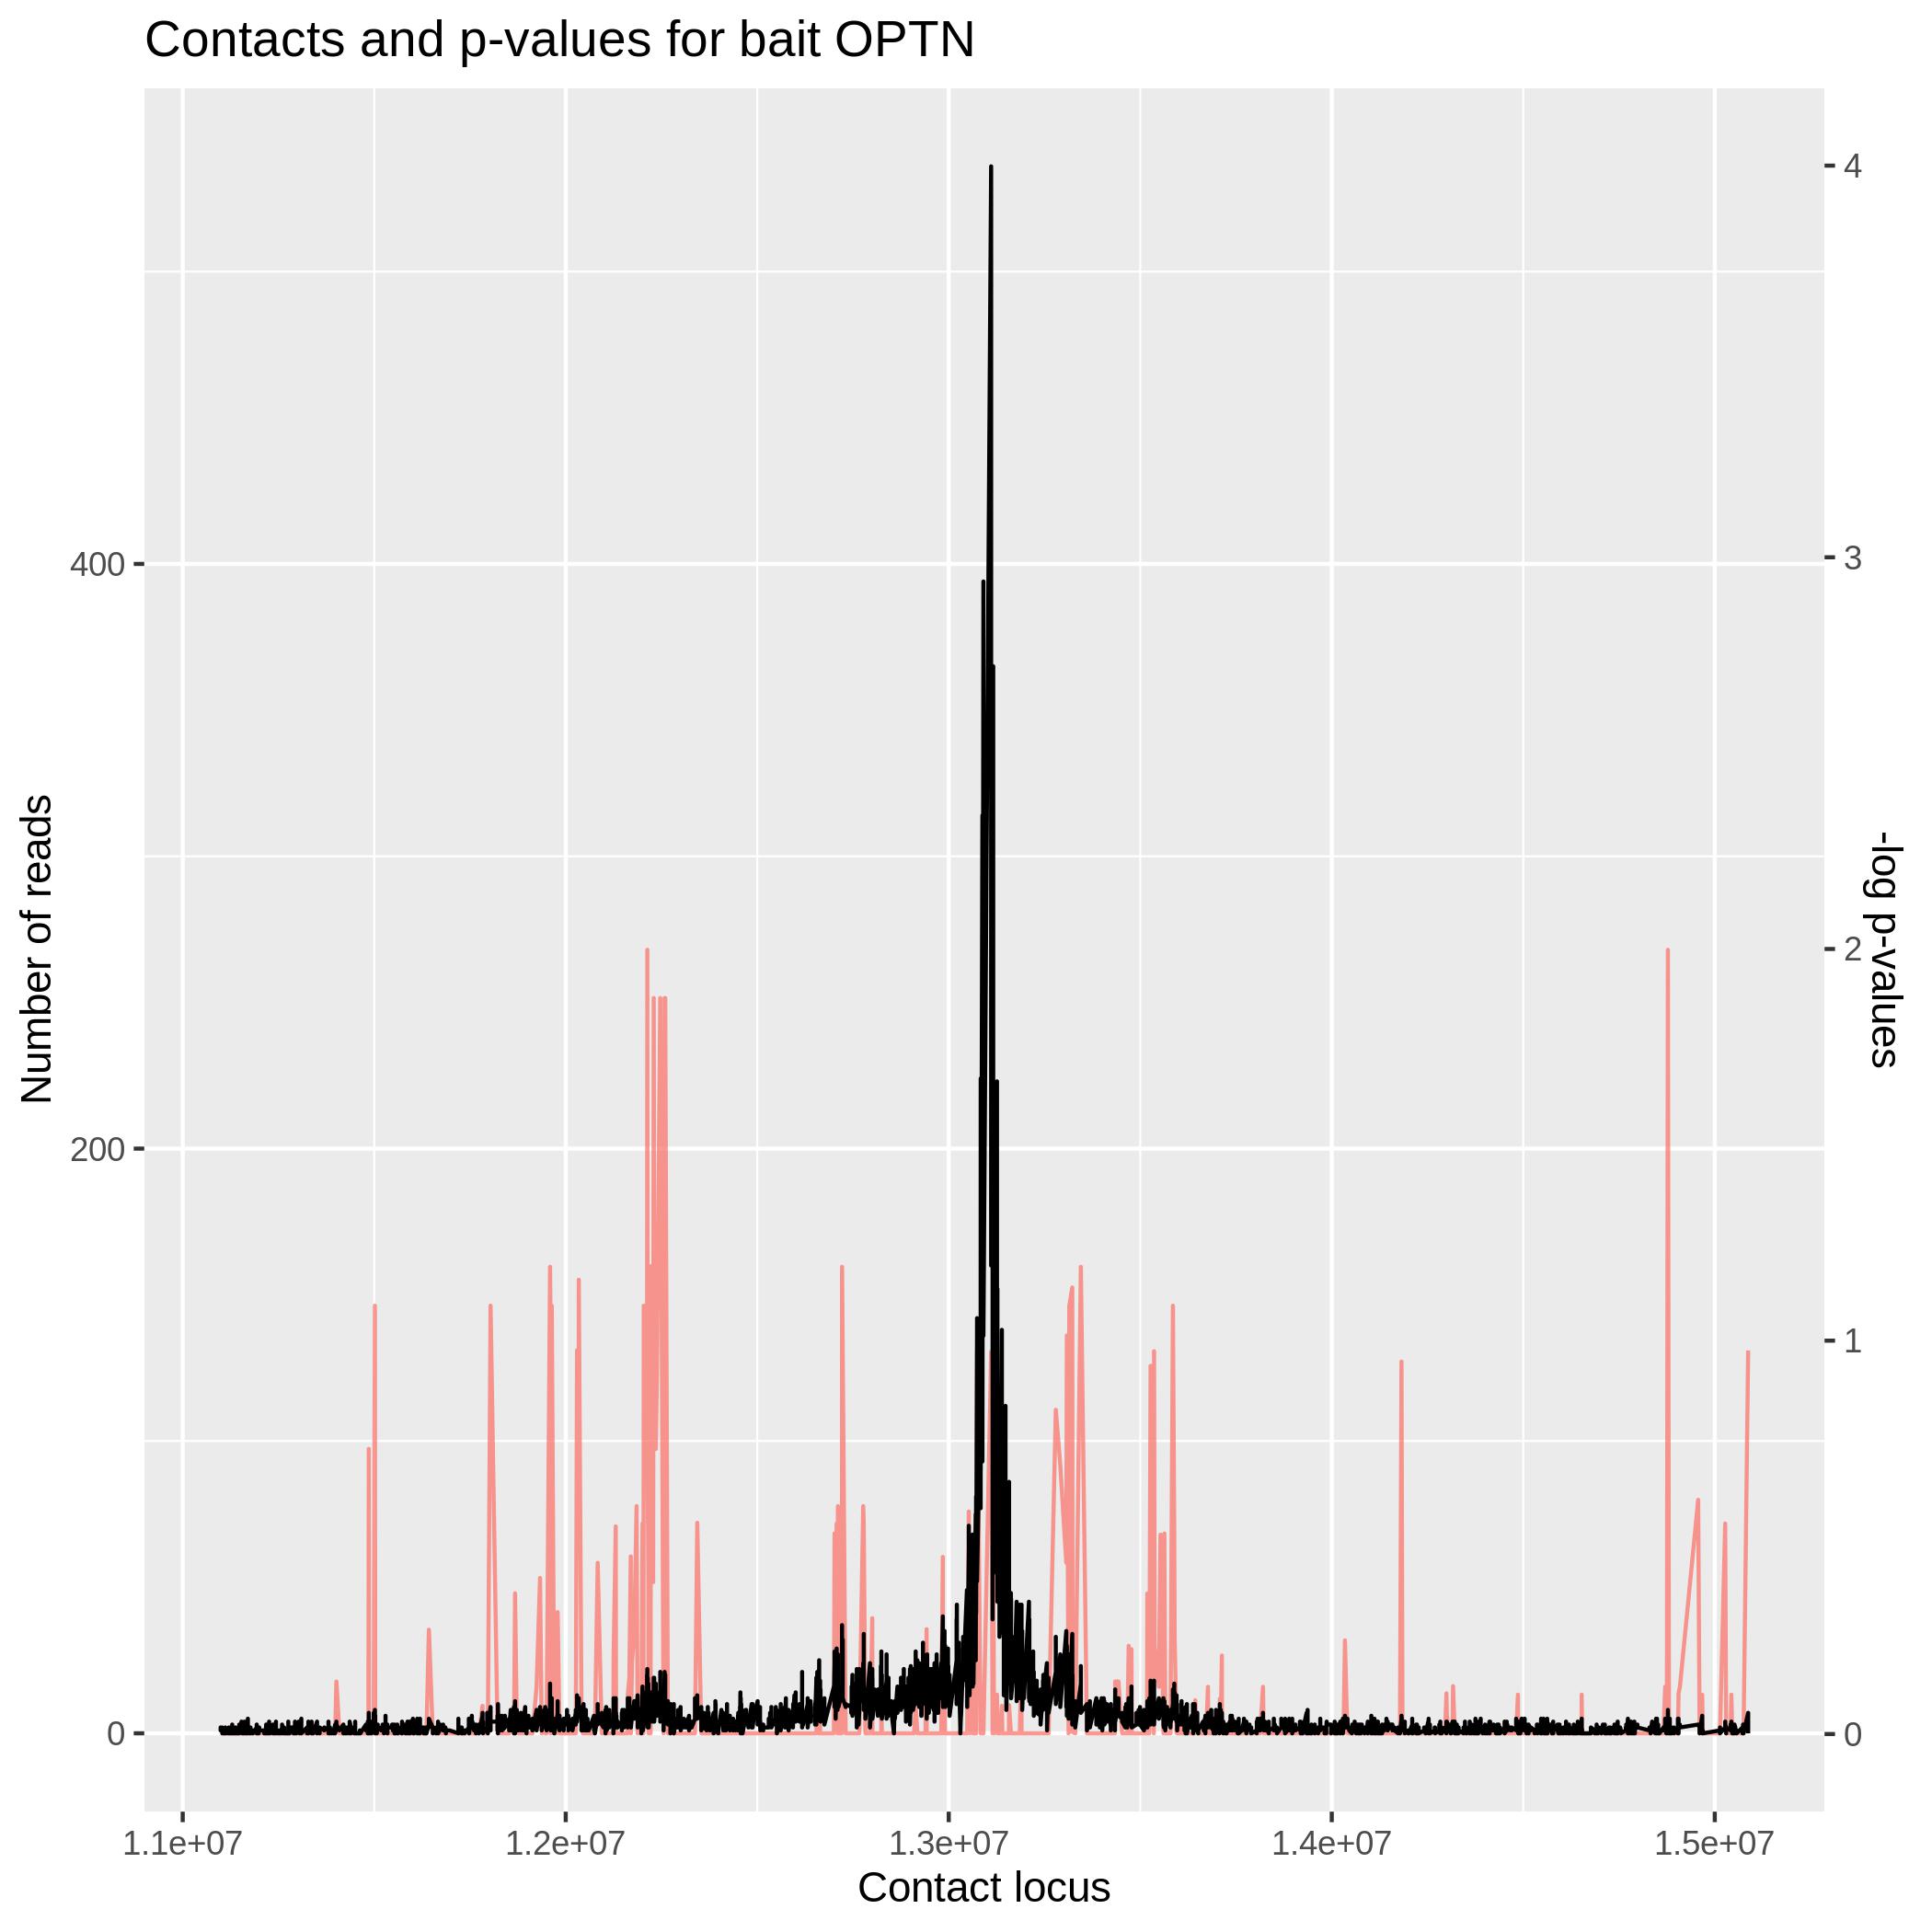 Contacts and p-values for bait OPTN
400
200
0
Number of reads
4
3
2
1
0
-log p-values
1.1e+07
1.2e+07
1.3e+07
1.4e+07
1.5e+07
Contact locus